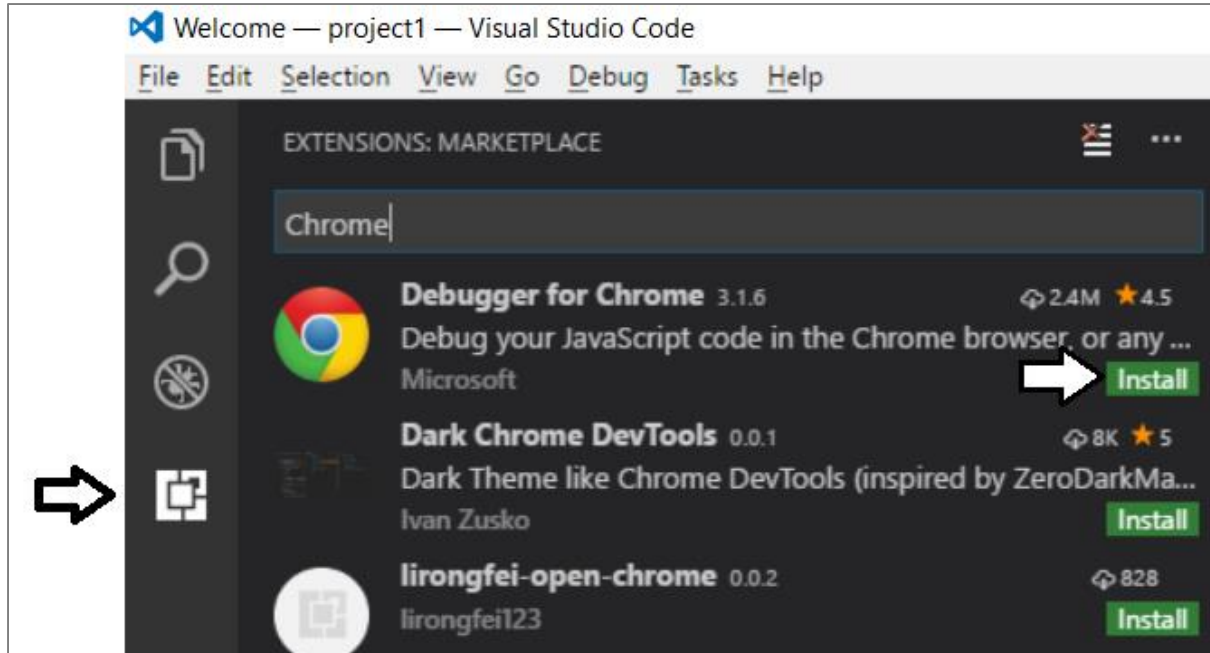 Welcome — project1 — Visual Studio Code
File Edit Selection View Go Debug Tasks Help
EXTENSIONS: MARKETPLACE
Chrome
Debugger for Chrome 3.1.6 2.4M 4.5
Debug your JavaScript code in the Chrome browser, or any ...
Microsoft Install
Dark Chrome DevTools 0.0.1 8K 5
Dark Theme like Chrome DevTools (inspired by ZeroDarkMa...
Ivan Zusko Install
lirongfei-open-chrome 0.0.2 828
lirongfei123 Install